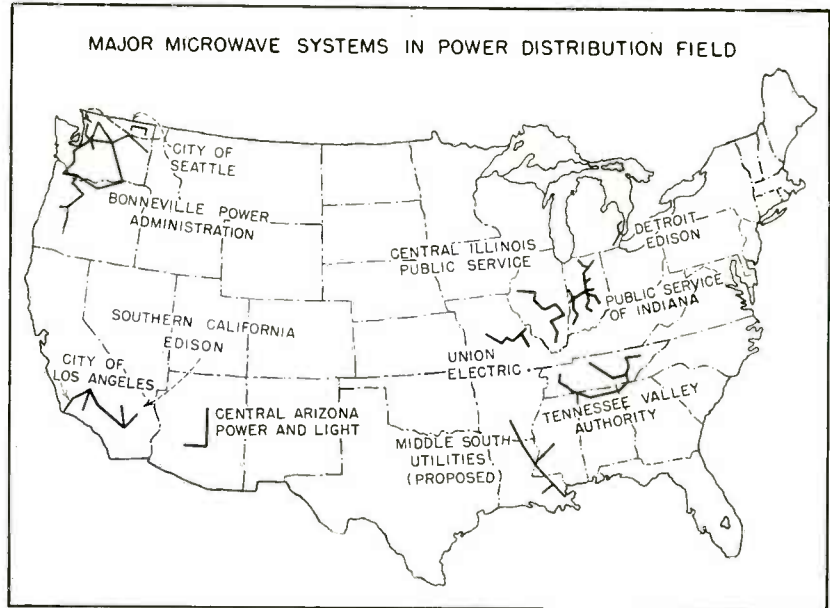 MAJOR MICROWAVE SYSTEMS IN POWER DISTRIBUTION FIELD
CITY OF
SEATTLE
BONNEVILLE POWER
ADMINISTRATION
CENTRAL ILLINOIS
PUBLIC SERVICE
DETROIT
EDISON
PUBLIC SERVICE
OF INDIANA
SOUTHERN CALIFORNIA
EDISON
CITY OF
LOS ANGELES
UNION
ELECTRIC
CENTRAL ARIZONA
POWER AND LIGHT
TENNESSEE VALLEY
AUTHORITY
MIDDLE SOUTH
UTILITIES
(PROPOSED)